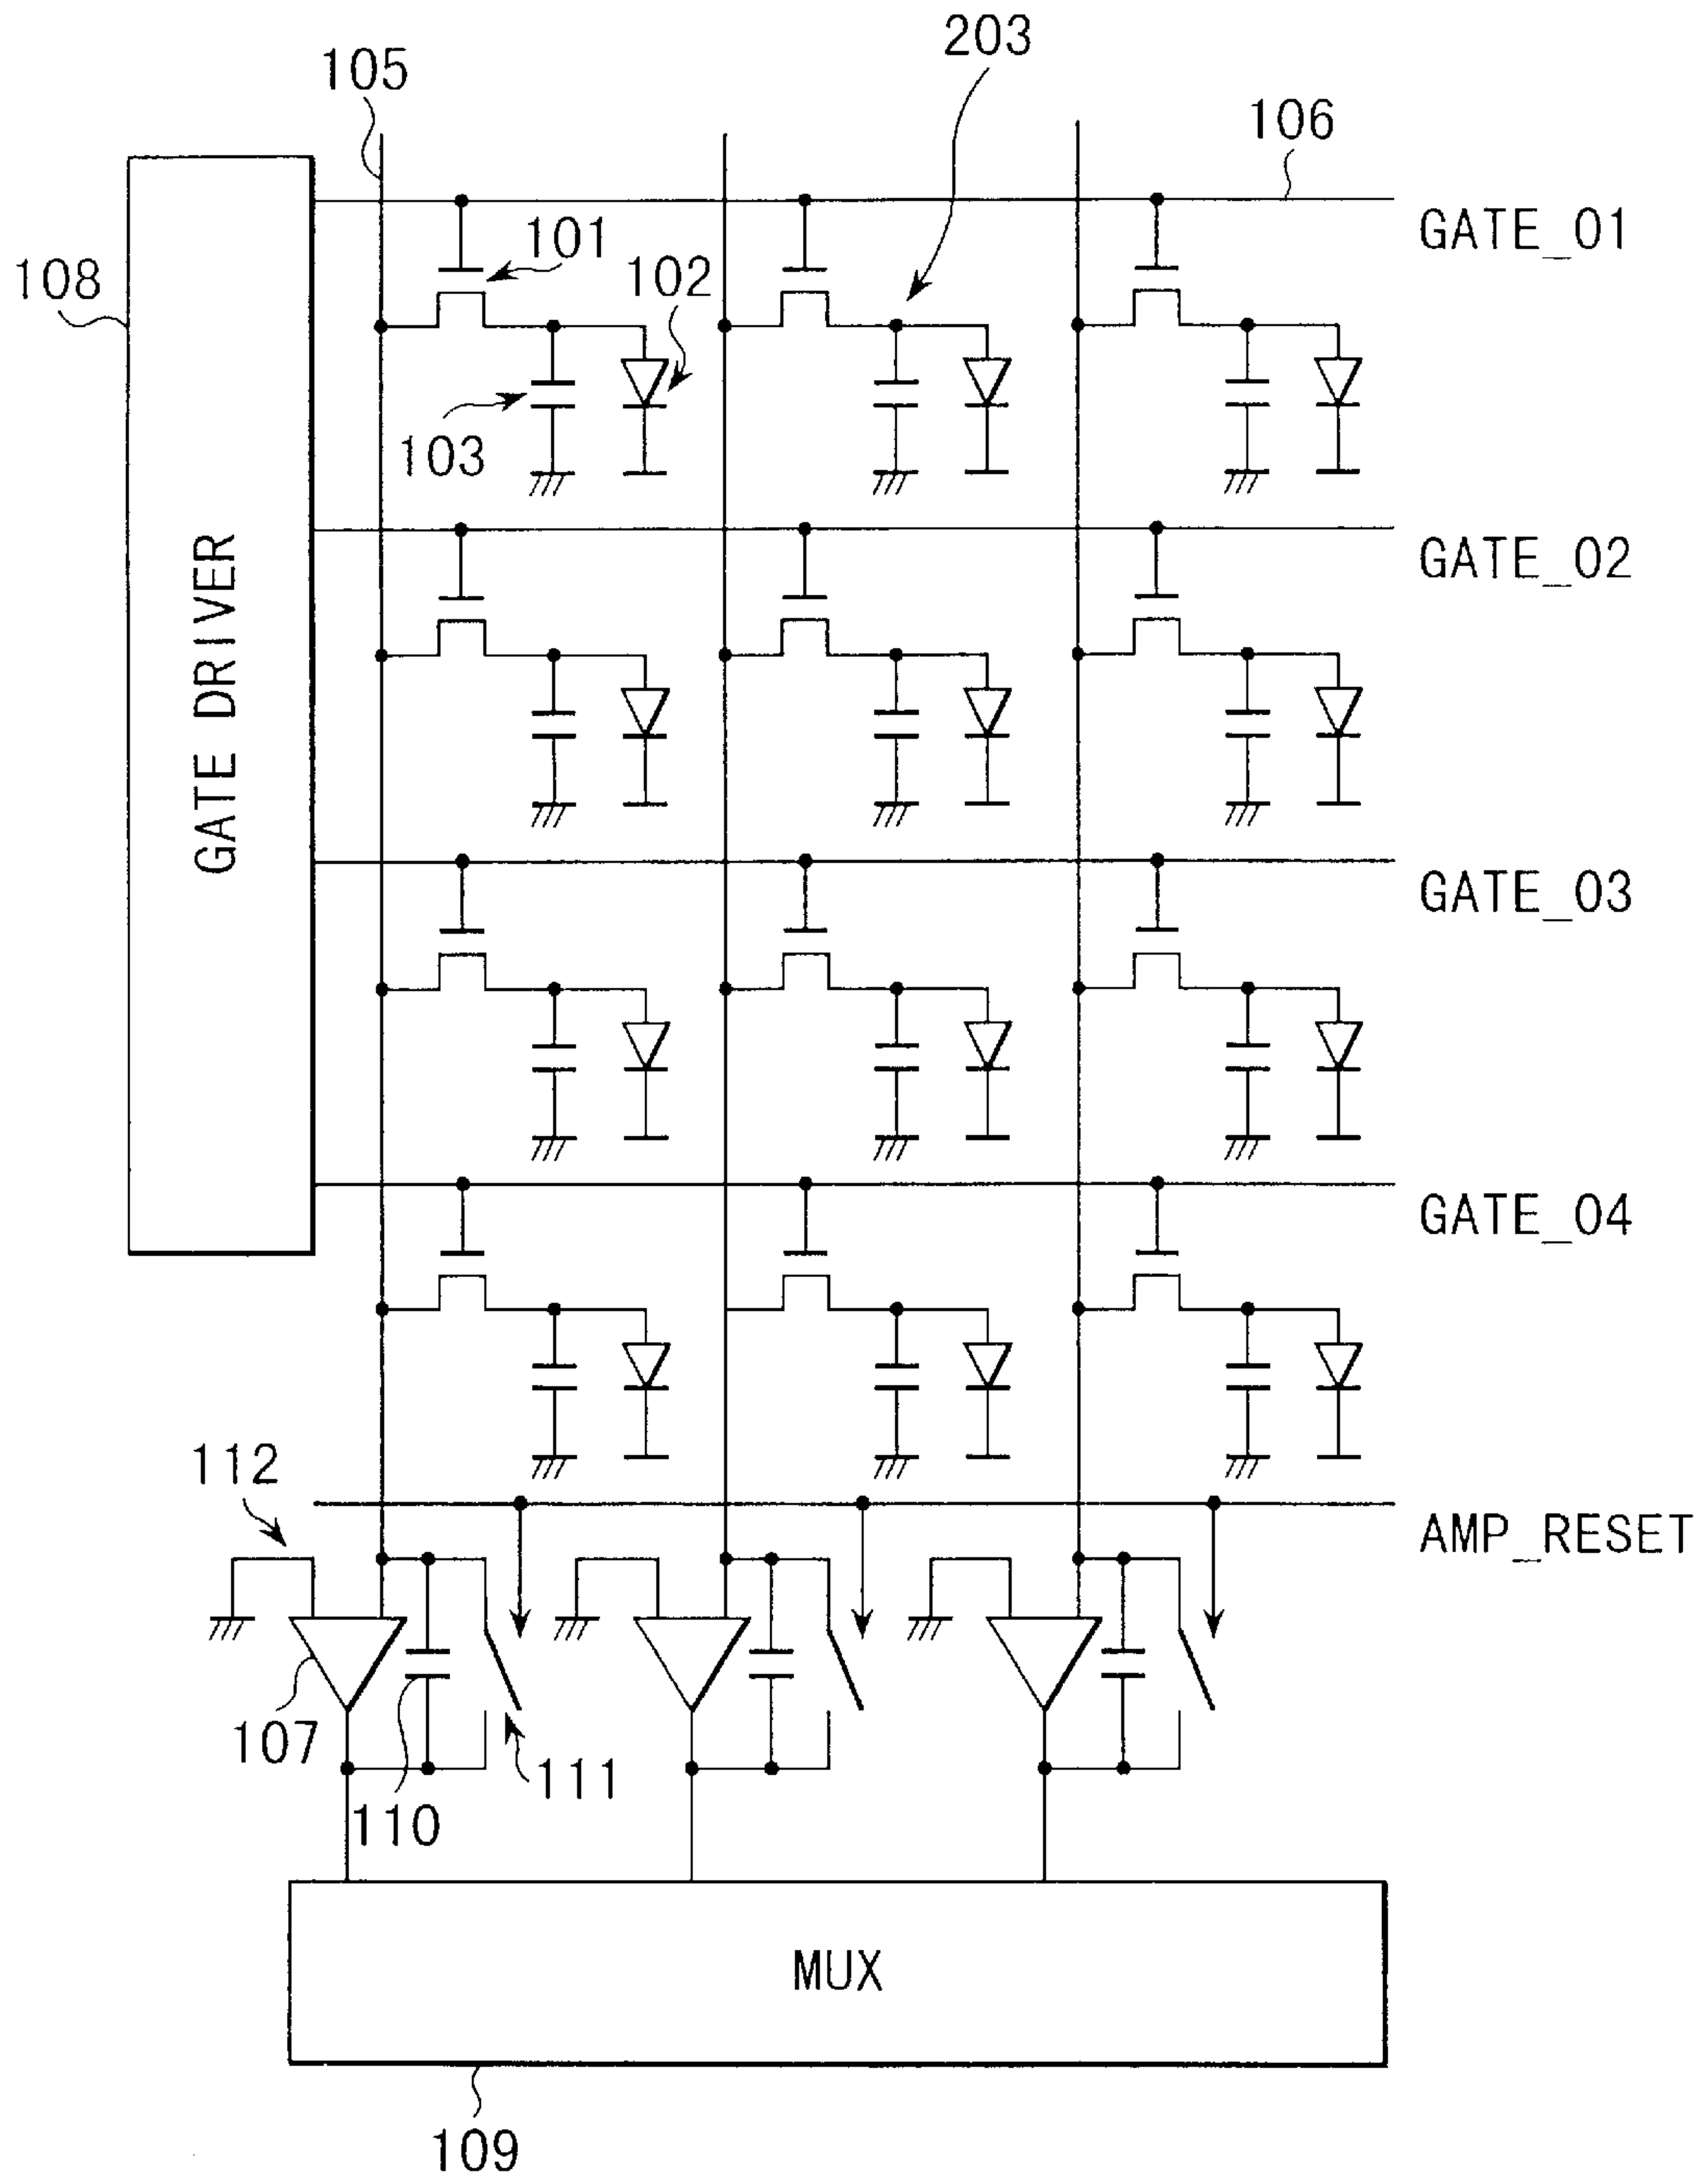 203
105
106
GATE_01
101
102
108
103
GATE_02
GATE DRIVER
GATE_03
GATE_04
112
AMP_RESET
107
111
110
MUX
109